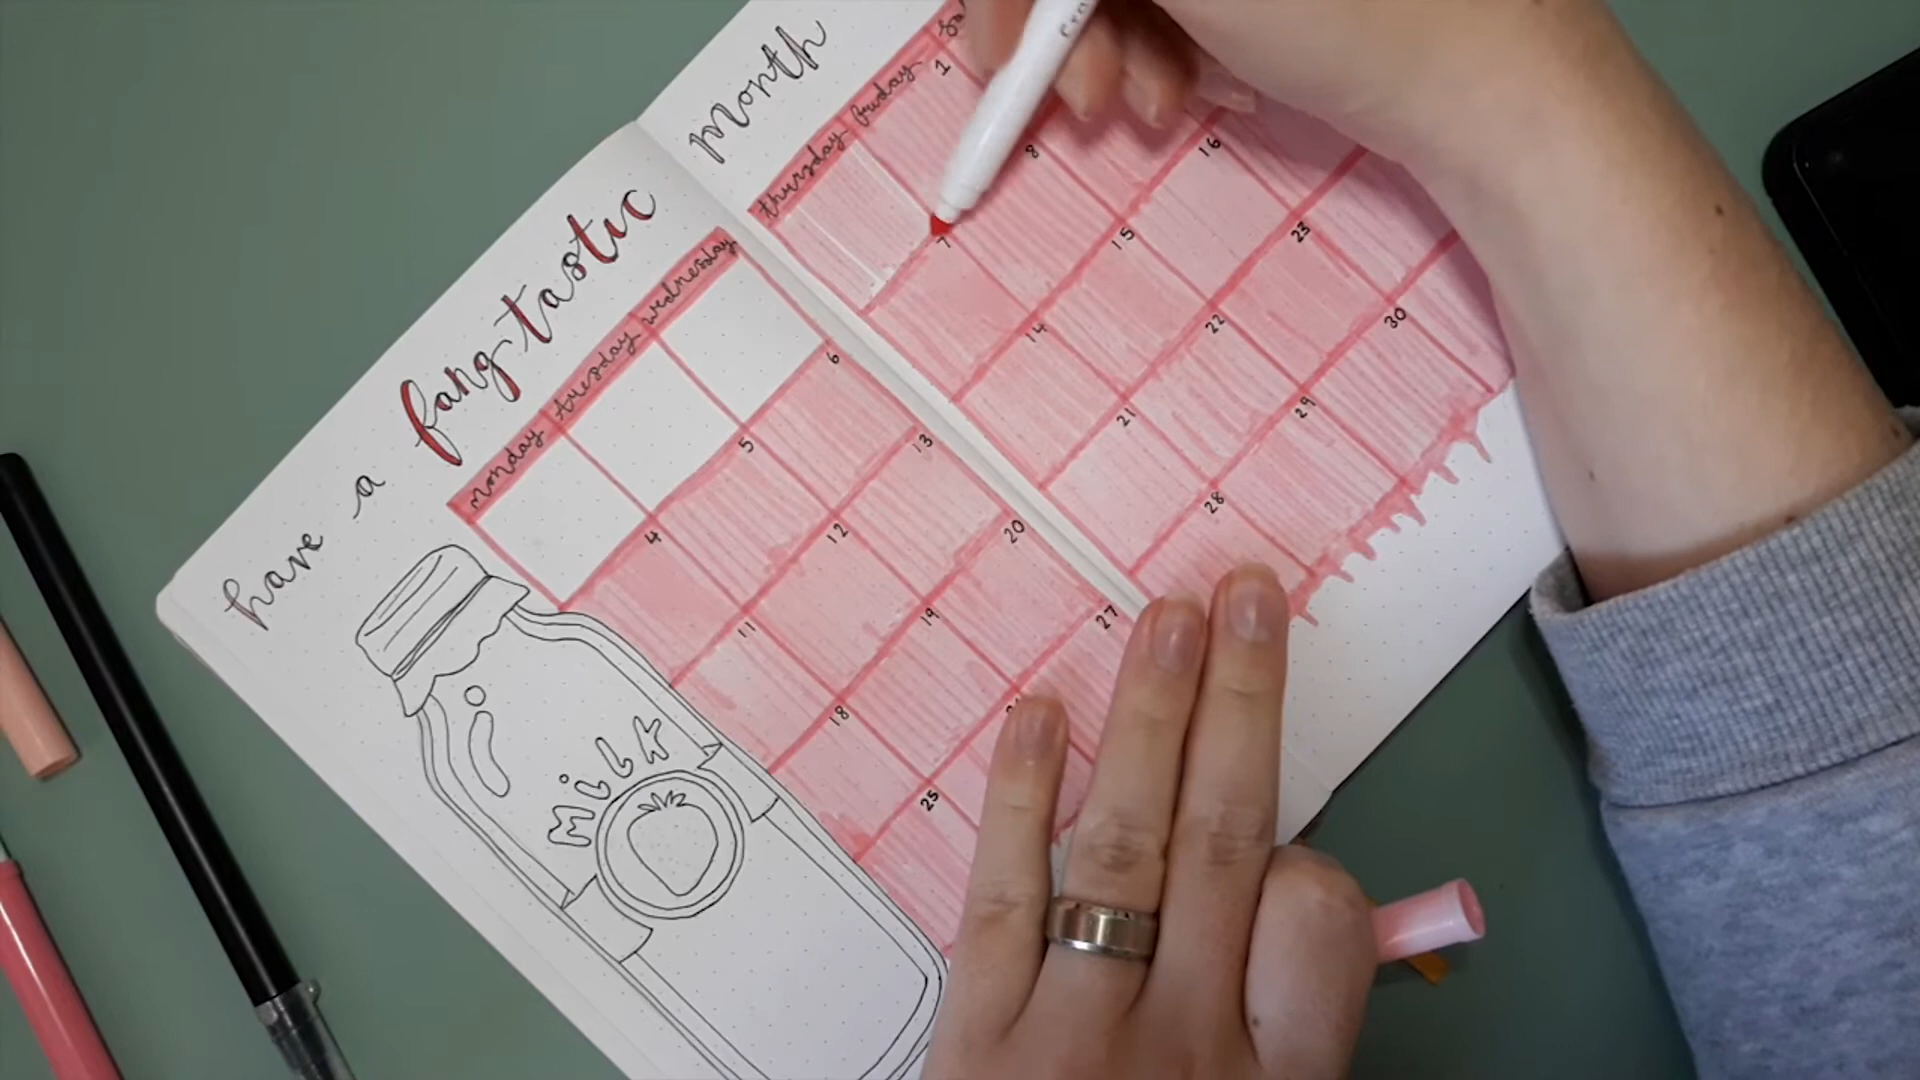 have a fangtastic month
monday tuesday wednesday thursday friday
1
4 5 6 7 8
11 12 13 14 15 16
18 19 20 21 22 23
25 27 28 29 30
MiLK